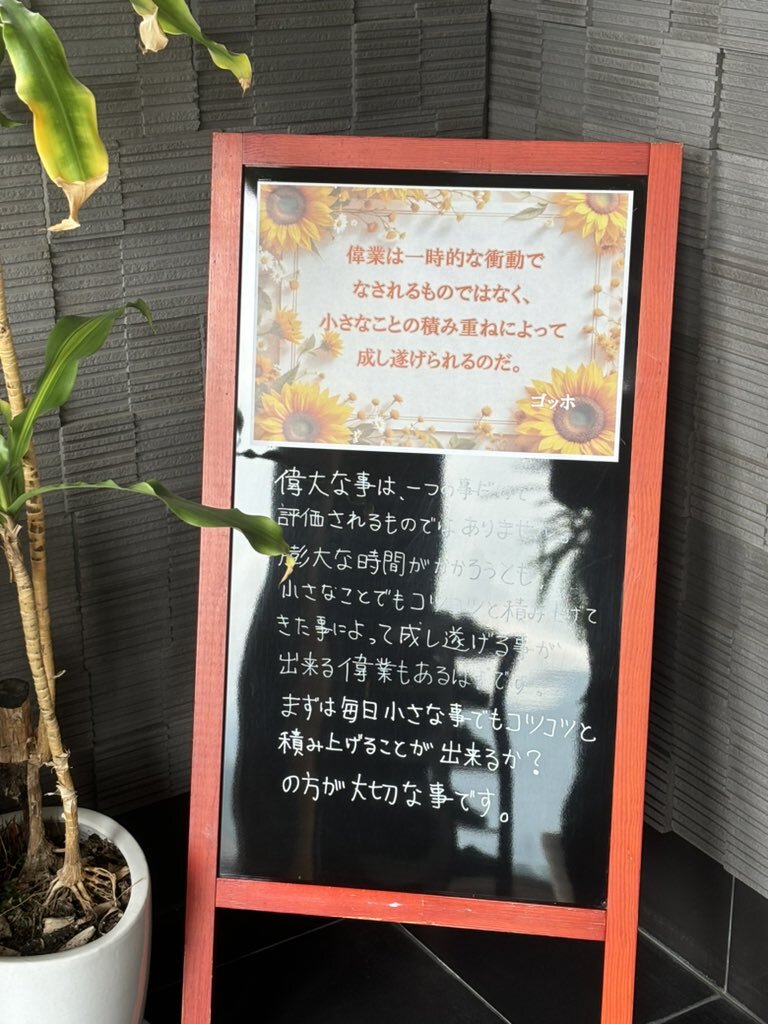 偉業は一時的な衝動で
なされるものではなく、
小さなことの積み重ねによって
成し遂げられるのだ。
ゴッホ
偉大な事は、一つの事だけで
評価されるものではありません。
膨大な時間がかかろうとも
小さなことでもコツコツと積み上げて
きた事によって成し遂げる事が
出来る偉業もあるはずです。
まずは毎日小さな事でもコツコツと
積み上げることが出来るか?
の方が大切な事です。